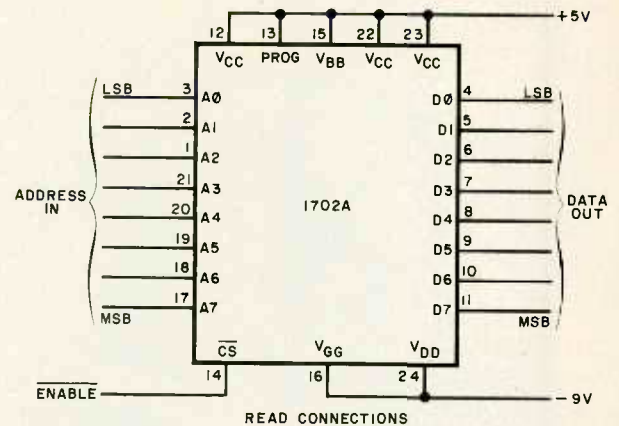 +5V
12 13 15 22 23
VCC PROG VBB VCC VCC
LSB 3 A0
2 A1
1 A2
21 A3
20 A4
19 A5
18 A6
17 A7
MSB
ADDRESS
IN
1702A
D0 4 LSB
D1 5
D2 6
D3 7
D4 8
D5 9
D6 10
D7 11
MSB
DATA
OUT
CS VGG VDD
14 16 24
ENABLE
-9V
READ CONNECTIONS